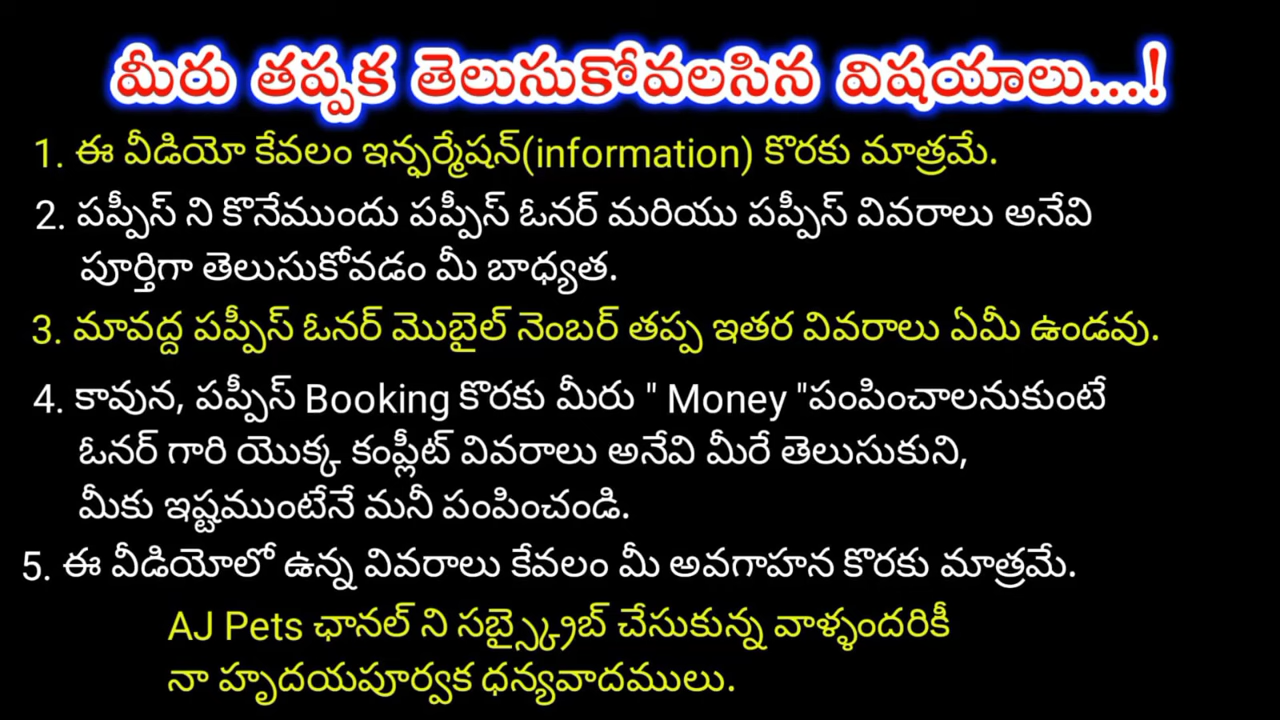 మీరు తప్పక తెలుసుకోవలసిన విషయాలు...!
1. ఈ వీడియో కేవలం ఇన్ఫర్మేషన్(information) కొరకు మాత్రమే.
2. పప్పీస్ ని కొనేముందు పప్పీస్ ఓనర్ మరియు పప్పీస్ వివరాలు అనేవి
పూర్తిగా తెలుసుకోవడం మీ బాధ్యత.
3. మావద్ద పప్పీస్ ఓనర్ మొబైల్ నెంబర్ తప్ప ఇతర వివరాలు ఏమీ ఉండవు.
4. కావున, పప్పీస్ Booking కొరకు మీరు " Money "పంపించాలనుకుంటే
ఓనర్ గారి యొక్క కంప్లీట్ వివరాలు అనేవి మీరే తెలుసుకుని,
మీకు ఇష్టముంటేనే మనీ పంపించండి.
5. ఈ వీడియోలో ఉన్న వివరాలు కేవలం మీ అవగాహన కొరకు మాత్రమే.
AJ Pets ఛానల్ ని సబ్స్క్రైబ్ చేసుకున్న వాళ్ళందరికీ
నా హృదయపూర్వక ధన్యవాదములు.